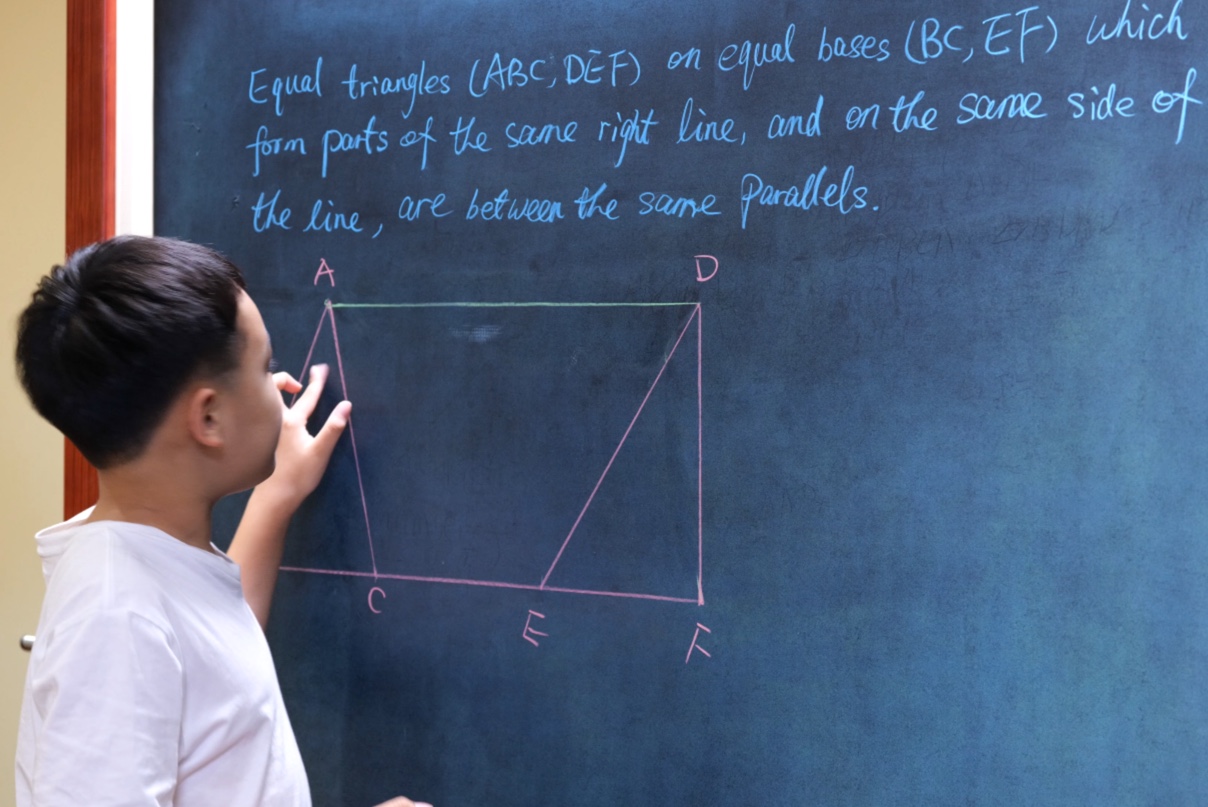 Equal triangles (ABC, DEF) on equal bases (BC, EF) which
form parts of the same right line, and on the same side of
the line, are between the same parallels.
A
D
C
E
F